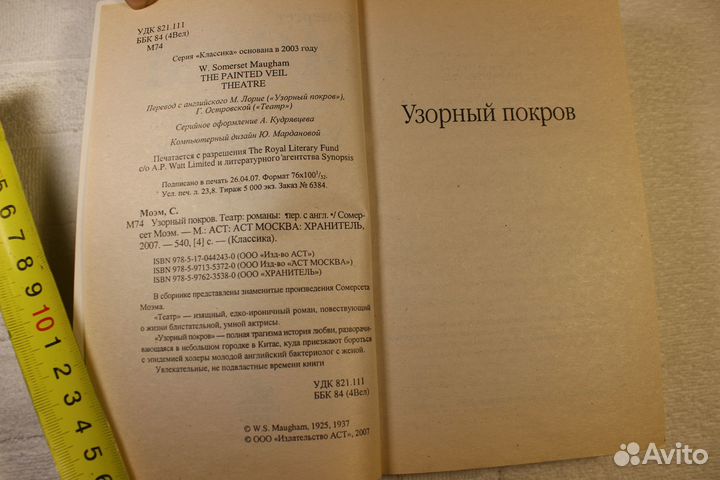 УДК 821.111
ББК 84 (4Вел)
М74
Серия «Классика» основана в 2003 году
W. Somerset Maugham
THE PAINTED VEIL
THEATRE
Перевод с английского М. Лорие («Узорный покров»),
Г. Островской («Театр»)
Серийное оформление А. Кудрявцева
Компьютерный дизайн Ю. Мардановой
Печатается с разрешения The Royal Literary Fund
c/o A.P. Watt Limited и литературного агентства Synopsis
Подписано в печать 26.04.07. Формат 76х100 1/32.
Усл. печ. л. 23,8. Тираж 5 000 экз. Заказ № 6384.
Моэм, С.
М74 Узорный покров. Театр: романы: пер. с англ. / Сомер-
сет Моэм. — М.: АСТ: АСТ МОСКВА: ХРАНИТЕЛЬ,
2007. — 540, [4] с. — (Классика).
ISBN 978-5-17-044243-0 (ООО «Изд-во АСТ»)
ISBN 978-5-9713-5372-0 (ООО «АСТ МОСКВА»)
ISBN 978-5-9762-3538-0 (ООО «ХРАНИТЕЛЬ»)
В сборнике представлены знаменитые произведения Сомерсета
Моэма.
«Театр» — изящный, едко-ироничный роман, повествующий
о жизни блистательной, умной актрисы.
«Узорный покров» — полная трагизма история любви, разворачи-
вающаяся в небольшом городке в Китае, куда приезжают бороться
с эпидемией холеры молодой английский бактериолог с женой.
Увлекательные, не подвластные времени книги
УДК 821.111
ББК 84 (4Вел)
© W.S. Maugham, 1925, 1937
© ООО «Издательство АСТ», 2007
Узорный покров
5 6 7 8 9 10 1 2 3 4 5 6
Avito